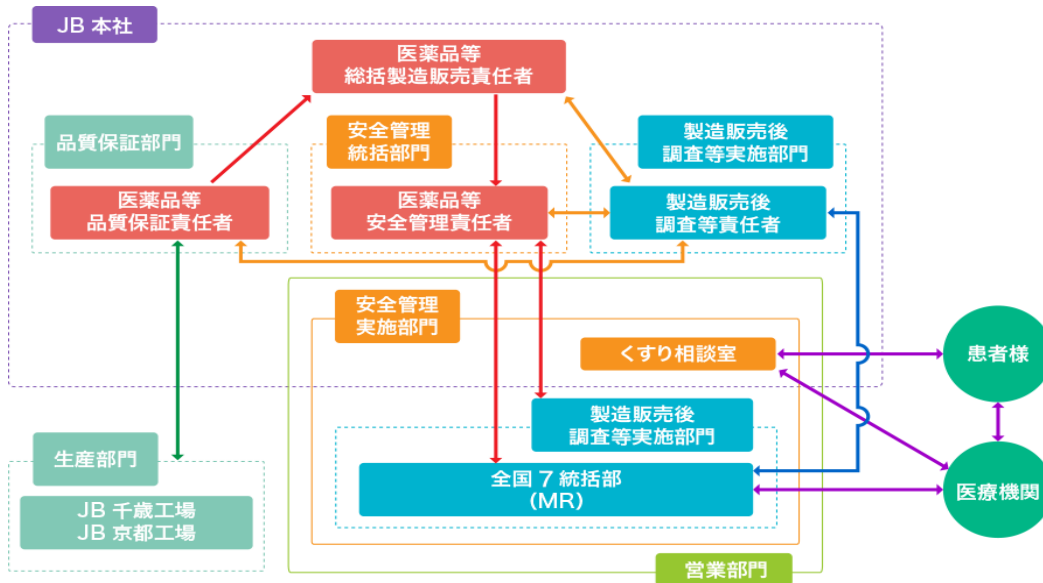 JB 本社
医薬品等
総括製造販売責任者
品質保証部門
安全管理
統括部門
製造販売後
調査等実施部門
医薬品等
品質保証責任者
医薬品等
安全管理責任者
製造販売後
調査等責任者
安全管理
実施部門
くすり相談室
患者様
製造販売後
調査等実施部門
生産部門
全国 7 統括部
(MR)
医療機関
JB 千歳工場
JB 京都工場
営業部門